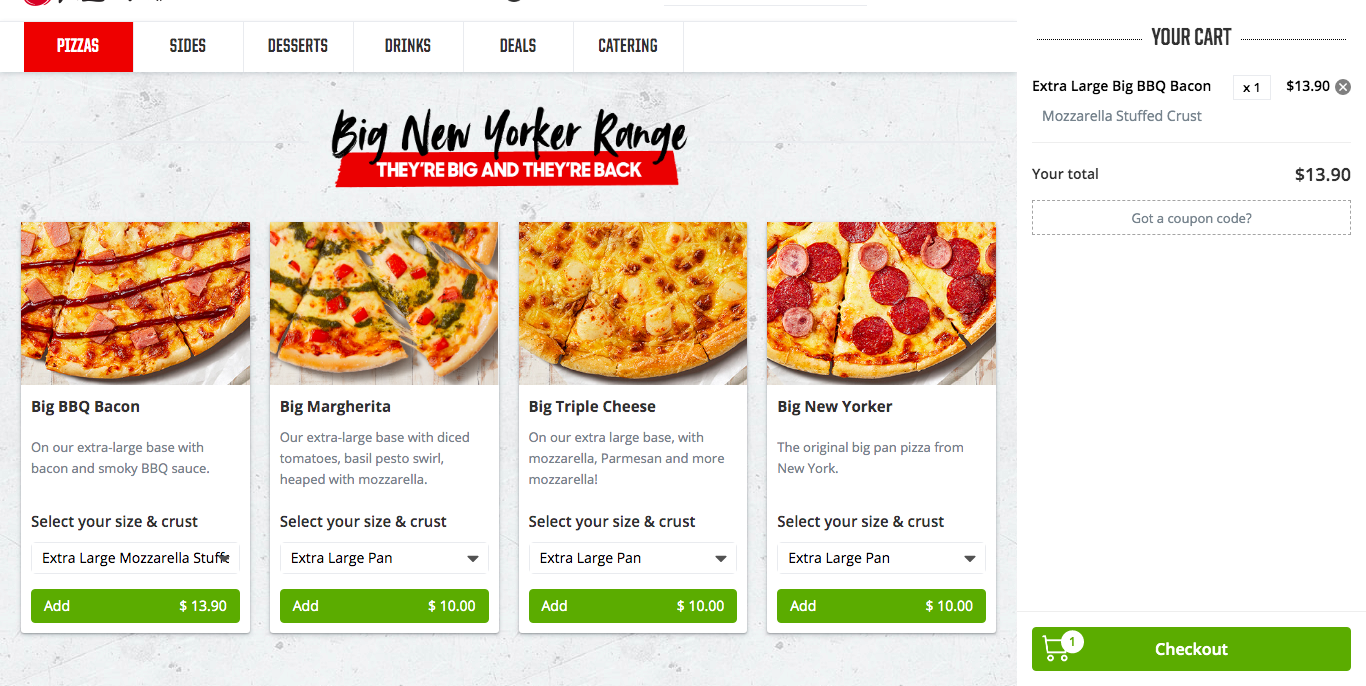 PIZZAS
SIDES
DESSERTS
DRINKS
DEALS
CATERING
Big New Yorker Range
THEY'RE BIG AND THEY'RE BACK
Big BBQ Bacon
On our extra-large base with
bacon and smoky BBQ sauce.
Select your size & crust
Extra Large Mozzarella Stuffe
Add $ 13.90
Big Margherita
Our extra-large base with diced
tomatoes, basil pesto swirl,
heaped with mozzarella.
Select your size & crust
Extra Large Pan
Add $ 10.00
Big Triple Cheese
On our extra large base, with
mozzarella, Parmesan and more
mozzarella!
Select your size & crust
Extra Large Pan
Add $ 10.00
Big New Yorker
The original big pan pizza from
New York.
Select your size & crust
Extra Large Pan
Add $ 10.00
YOUR CART
Extra Large Big BBQ Bacon x 1 $13.90
Mozzarella Stuffed Crust
Your total $13.90
Got a coupon code?
1
Checkout